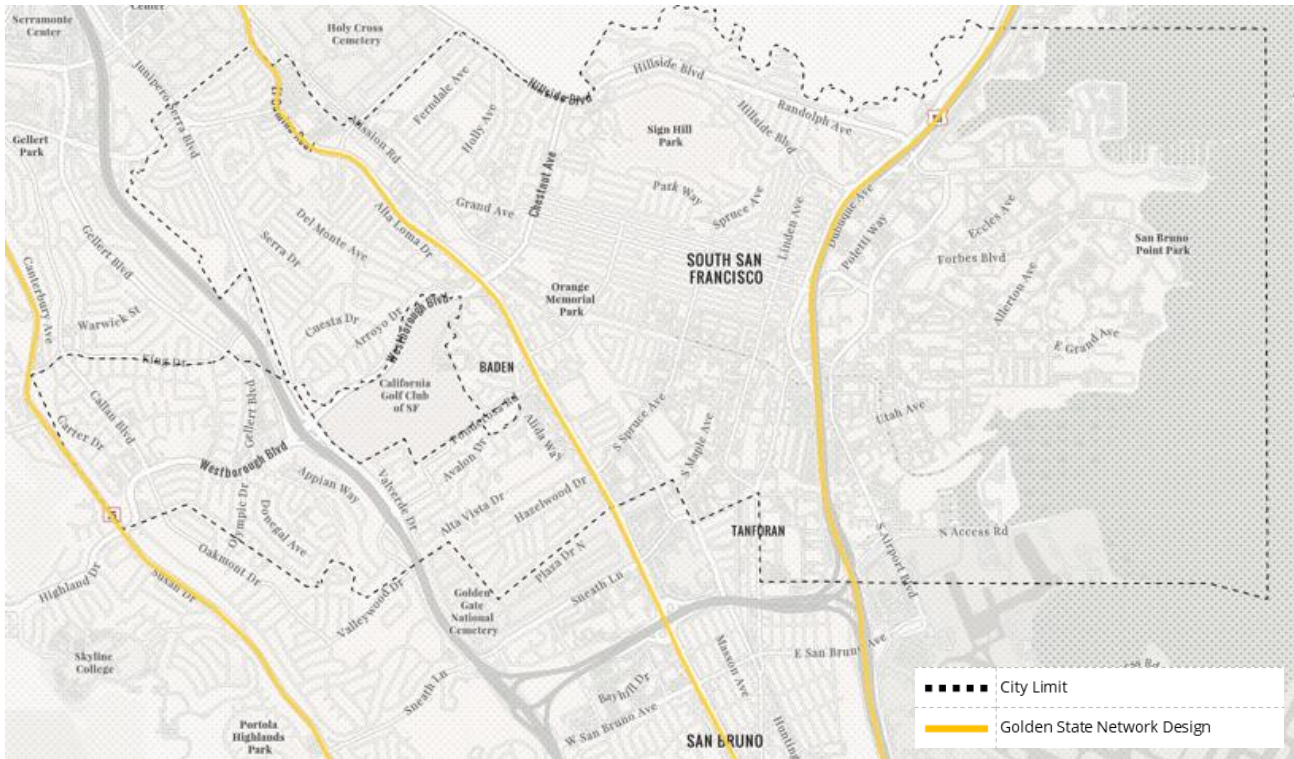 Serramonte
Center
Center
Holy Cross
Cemetery
Hillside Blvd
Junipero Serra Blvd
Ferndale Ave
Hillside Blvd
Randolph Ave
Hillside Blvd
Mission Rd
Holly Ave
Sign Hill
Park
Gellert
Park
Chestnut Ave
Park Way
Spruce Ave
Grand Ave
Alta Loma Dr
Del Monte Ave
Serra Dr
Linden Ave
Dubuque Ave
Poletti Way
Eccles Ave
San Bruno
Point Park
Forbes Blvd
Gellert Blvd
SOUTH SAN
FRANCISCO
Canterbury Ave
Allerton Ave
Orange
Memorial
Park
Warwick St
Cuesta Dr
Arroyo Dr
Westborough Blvd
E Grand Ave
King Dr
BADEN
California
Golf Club
of SF
Callan Blvd
Gellert Blvd
Carter Dr
Ponderosa Rd
Alida Way
S Spruce Ave
Utah Ave
S Maple Ave
Avalon Dr
Westborough Blvd
Appian Way
Valverde Dr
Hazelwood Dr
Alta Vista Dr
Olympic Dr
Donegal Ave
TANFORAN
N Access Rd
S Airport Blvd
Oakmont Dr
Plaza Dr N
Sneath Ln
Highland Dr
Susan Dr
Valleywood Dr
Golden
Gate
National
Cemetery
Skyline
College
Masson Ave
E San Bruno Ave
Sneath Ln
Bayhill Dr
W San Bruno Ave
Portola
Highlands
Park
SAN BRUNO
City Limit
Golden State Network Design